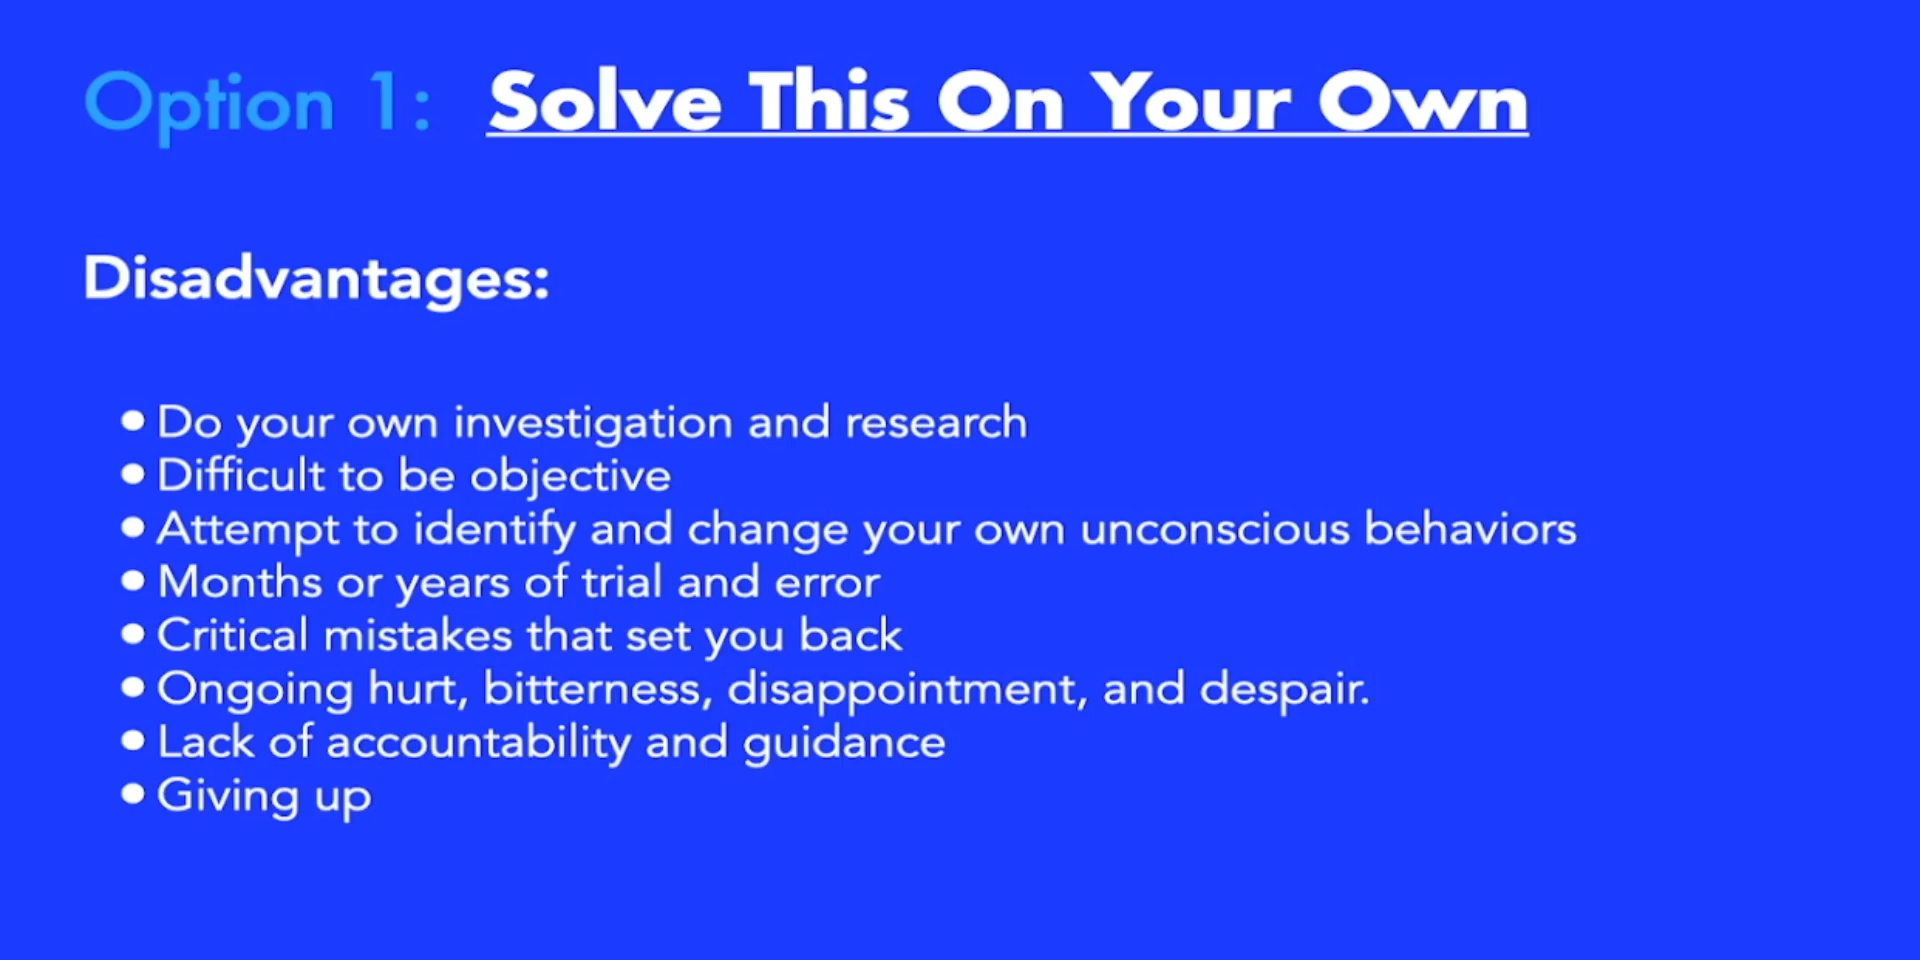 Option 1: Solve This On Your Own
Disadvantages:
● Do your own investigation and research
● Difficult to be objective
● Attempt to identify and change your own unconscious behaviors
● Months or years of trial and error
● Critical mistakes that set you back
● Ongoing hurt, bitterness, disappointment, and despair.
● Lack of accountability and guidance
● Giving up